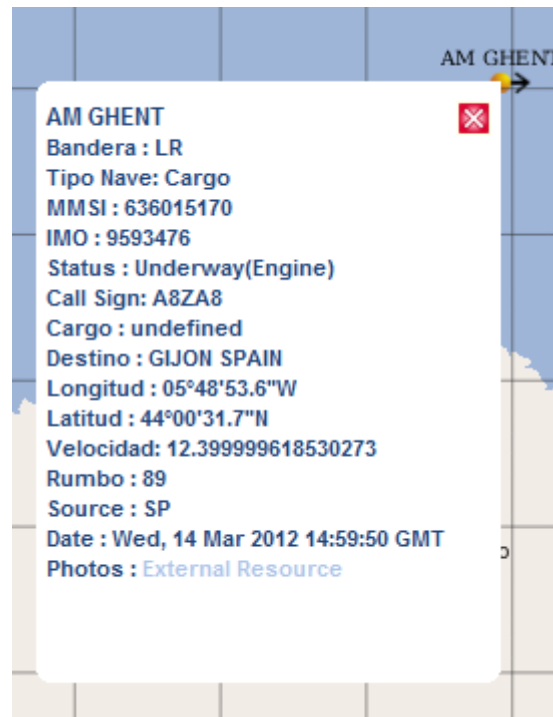 AM GHENT
AM GHENT
Bandera : LR
Tipo Nave: Cargo
MMSI : 636015170
IMO : 9593476
Status : Underway(Engine)
Call Sign: A8ZA8
Cargo : undefined
Destino : GIJON SPAIN
Longitud : 05°48'53.6"W
Latitud : 44°00'31.7"N
Velocidad: 12.399999618530273
Rumbo : 89
Source : SP
Date : Wed, 14 Mar 2012 14:59:50 GMT
Photos : External Resource